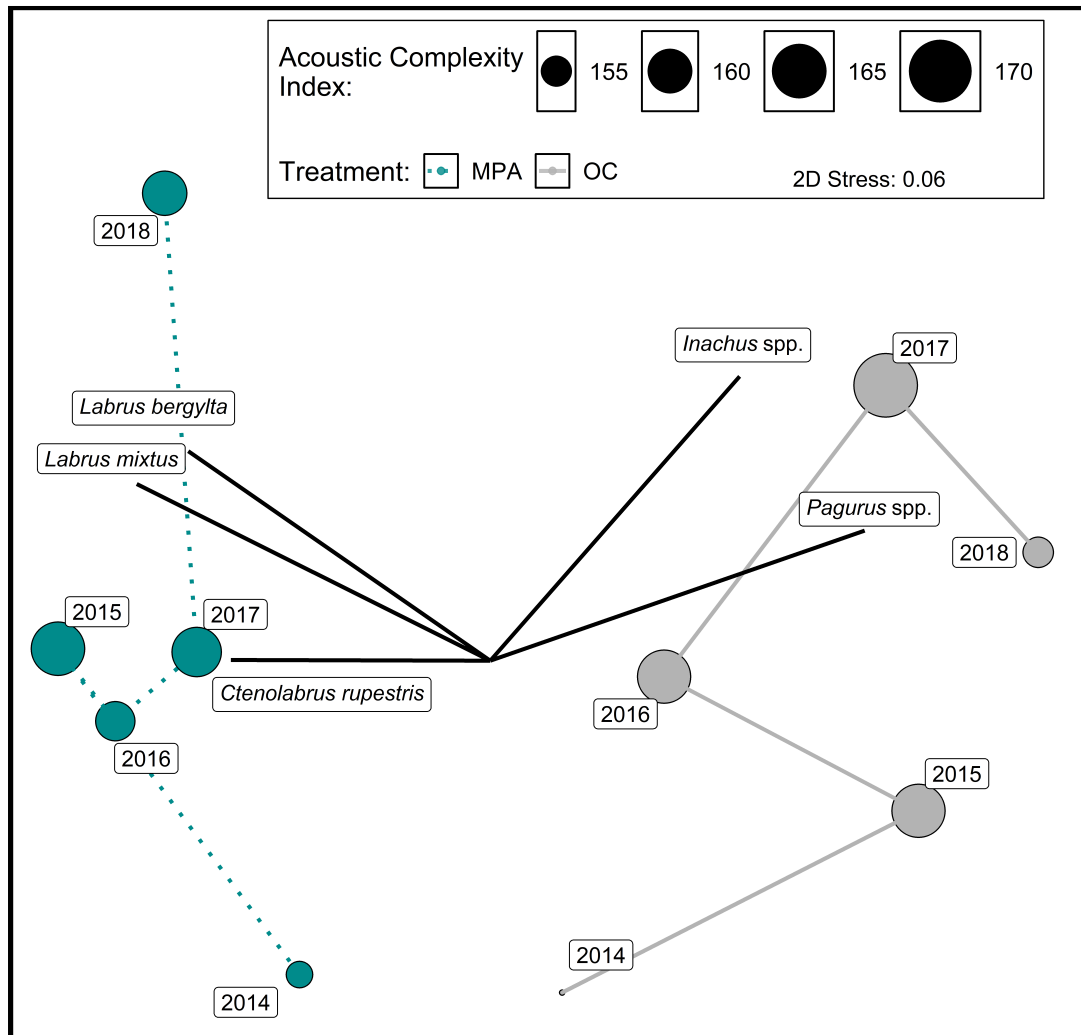 Acoustic Complexity
Index:
155
160
165
170
Treatment:
MPA
OC
2D Stress: 0.06
2018
Inachus spp.
2017
Labrus bergylta
Labrus mixtus
Pagurus spp.
2018
2015
2017
Ctenolabrus rupestris
2016
2016
2015
2014
2014